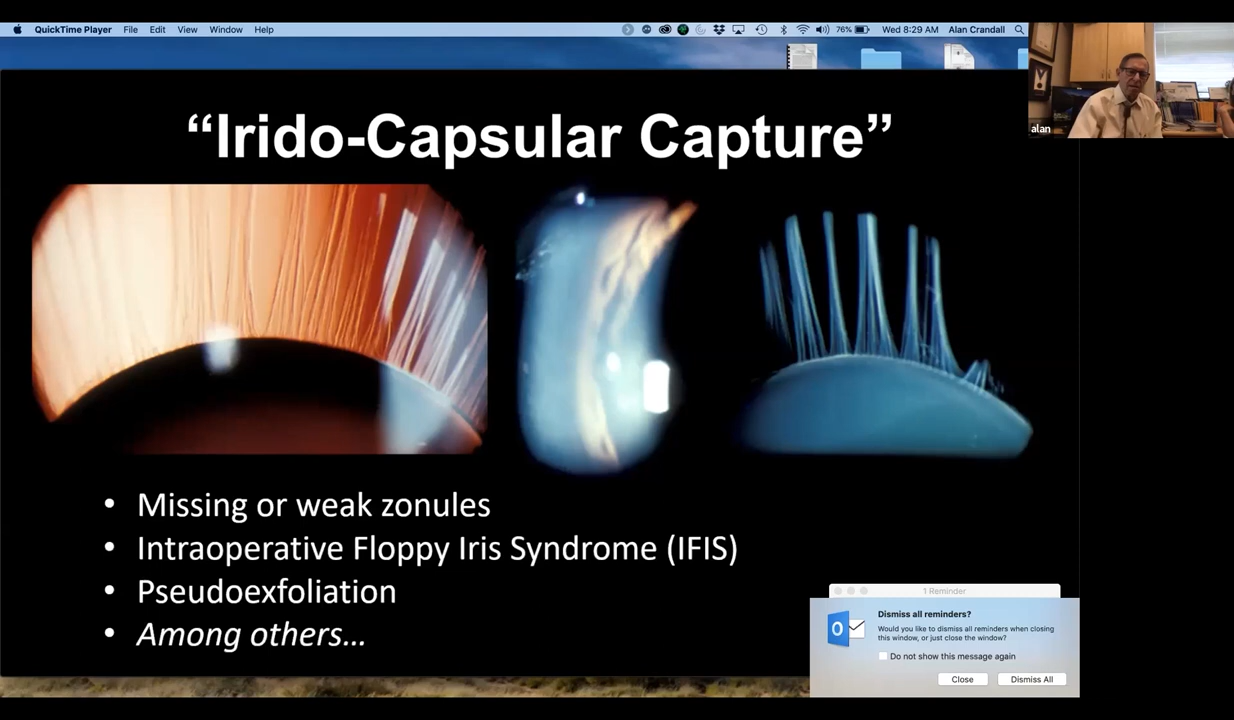 QuickTime Player File Edit View Window Help 76% Wed 8:29 AM Alan Crandall
alan
“Irido-Capsular Capture”
• Missing or weak zonules
• Intraoperative Floppy Iris Syndrome (IFIS)
• Pseudoexfoliation
• Among others...
1 Reminder
Dismiss all reminders?
Would you like to dismiss all reminders when closing
this window, or just close the window?
Do not show this message again
Close Dismiss All